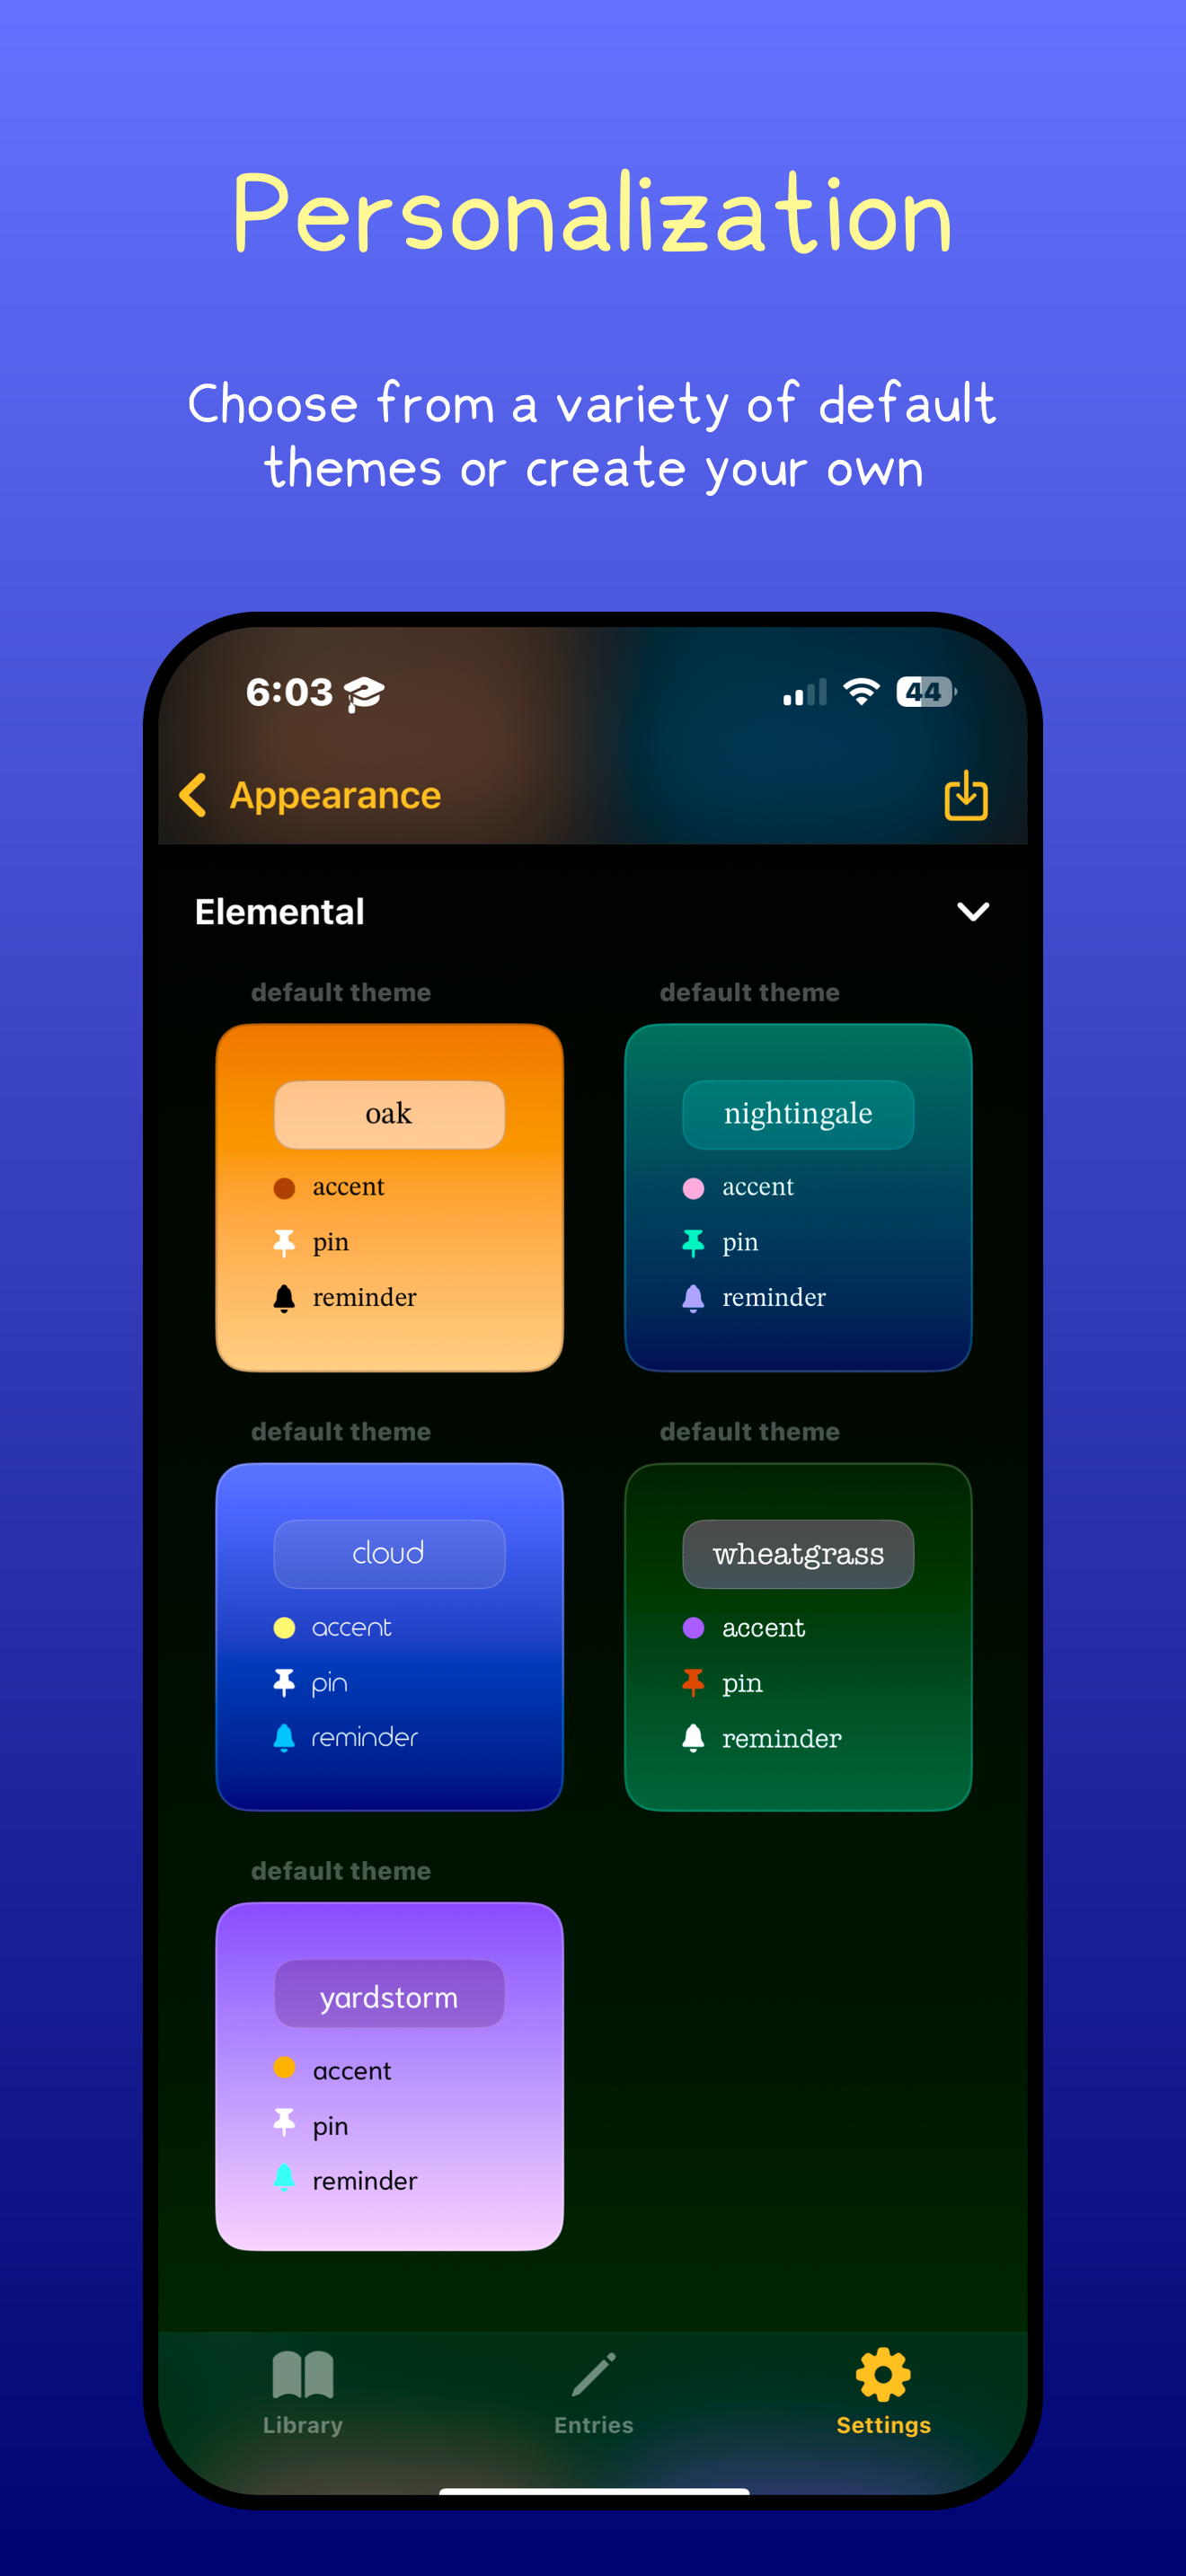 Personalization
Choose from a variety of default
themes or create your own
6:03
44
Appearance
Elemental
default theme
default theme
oak
accent
pin
reminder
nightingale
accent
pin
reminder
default theme
default theme
cloud
accent
pin
reminder
wheatgrass
accent
pin
reminder
default theme
yardstorm
accent
pin
reminder
Library
Entries
Settings